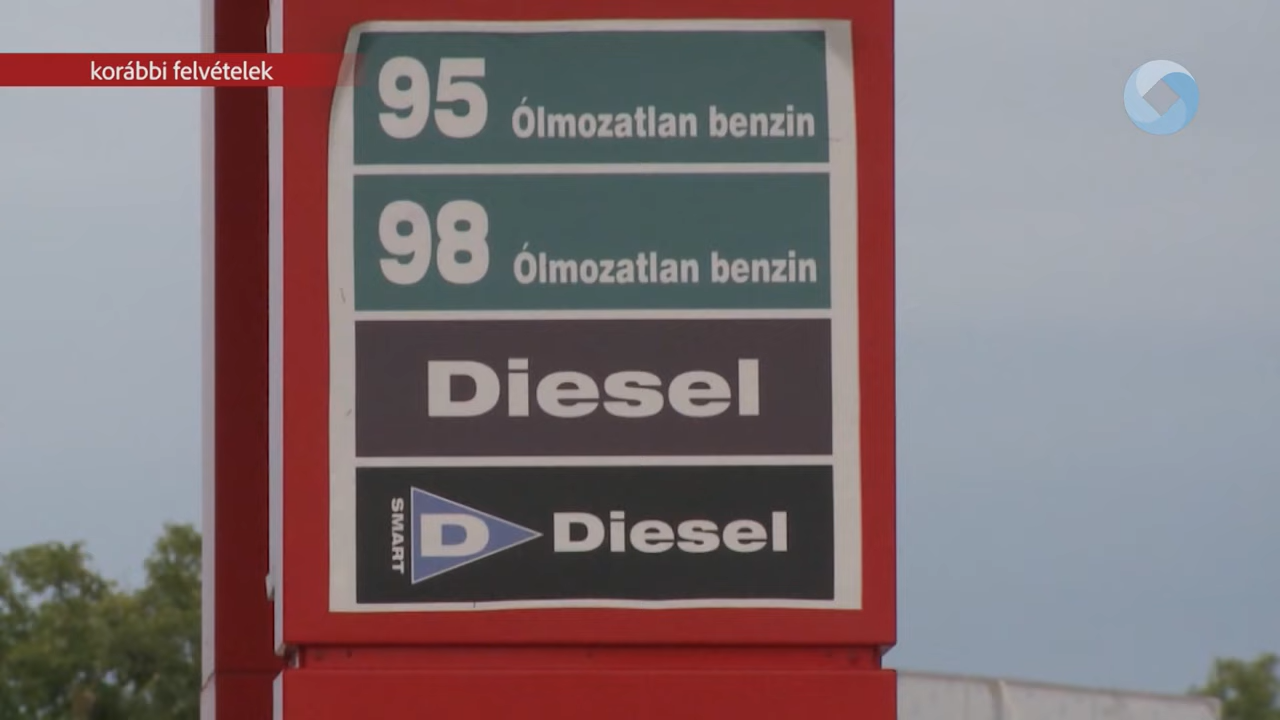 korábbi felvételek
95 Ólmozatlan benzin
98 Ólmozatlan benzin
Diesel
SMART D Diesel